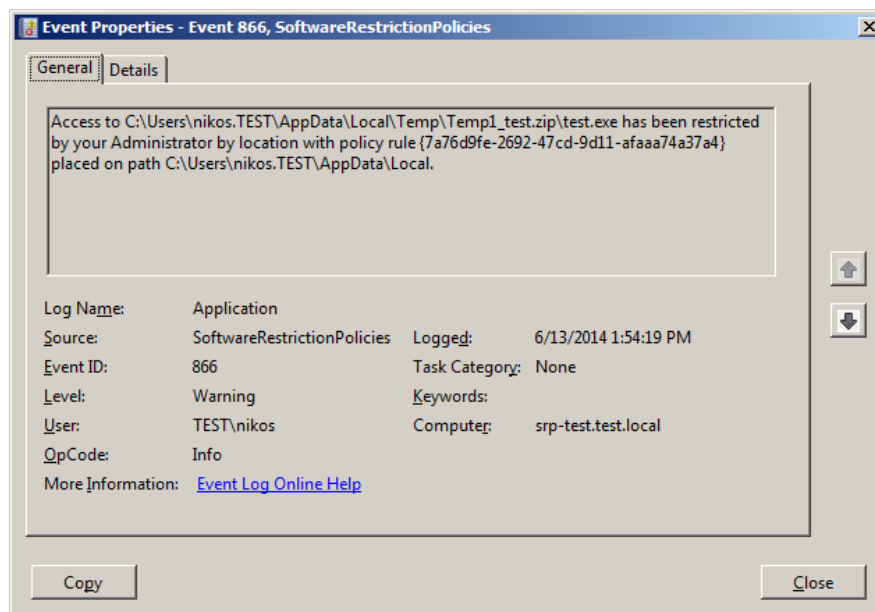 Event Properties - Event 866, SoftwareRestrictionPolicies
General Details
Access to C:\Users\nikos.TEST\AppData\Local\Temp\Temp1_test.zip\test.exe has been restricted
by your Administrator by location with policy rule {7a76d9fe-2692-47cd-9d11-afaaa74a37a4}
placed on path C:\Users\nikos.TEST\AppData\Local.
Log Name: Application
Source: SoftwareRestrictionPolicies Logged: 6/13/2014 1:54:19 PM
Event ID: 866 Task Category: None
Level: Warning Keywords:
User: TEST\nikos Computer: srp-test.test.local
OpCode: Info
More Information: Event Log Online Help
Copy Close